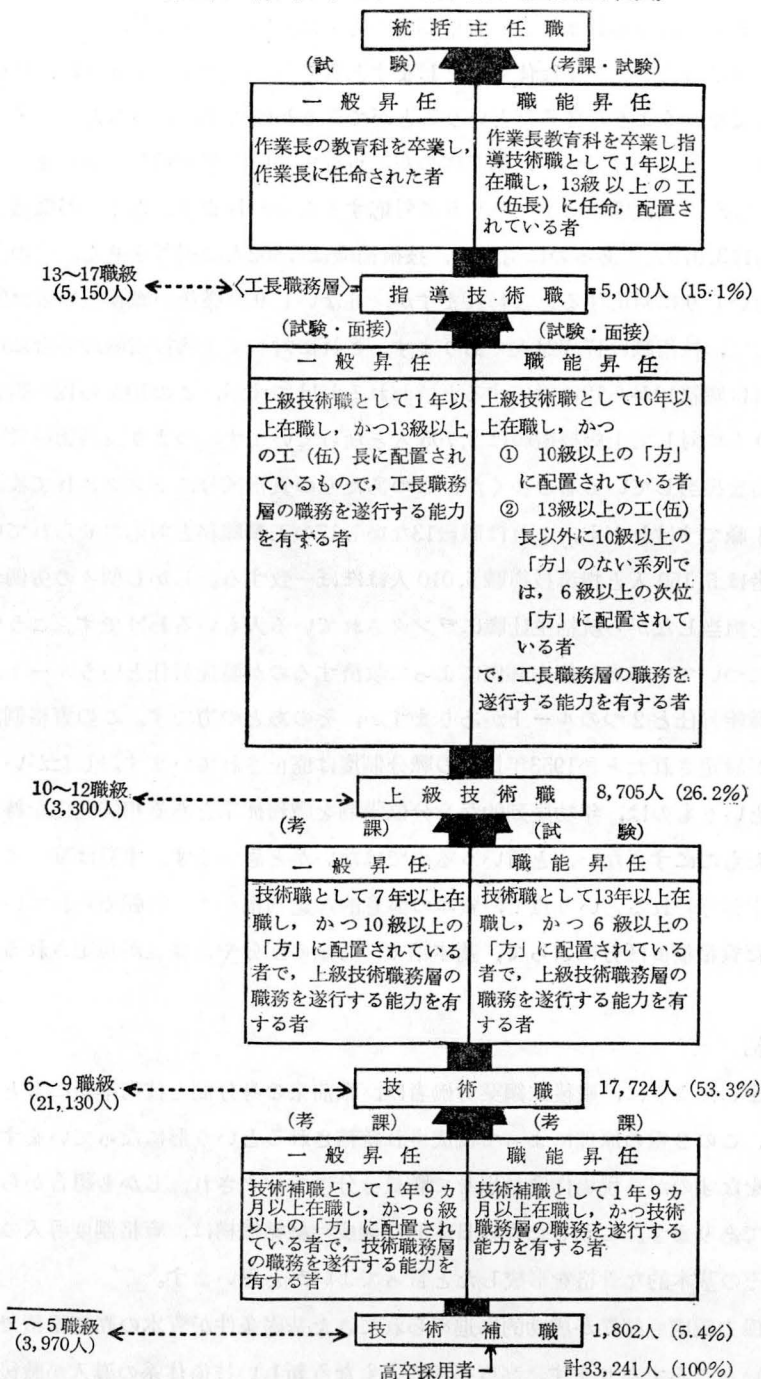 統括主任職
(試 験) (考課・試験)
一般昇任
作業長の教育科を卒業し,
作業長に任命された者
職能昇任
作業長教育科を卒業し指
導技術職として1年以上
在職し,13級以上の工
(伍長)に任命,配置さ
れている者
13〜17職級
(5,150人)
〈工長職務層〉
指導技術職
5,010人(15.1%)
(試験・面接) (試験・面接)
一般昇任
上級技術職として1年以
上在職し,かつ13級以上
の工(伍)長に配置され
ているもので,工長職務
層の職務を遂行する能力
を有する者
職能昇任
上級技術職として10年以
上在職し,かつ
① 10級以上の「方」
に配置されている者
② 13級以上の工(伍)
長以外に10級以上の
「方」のない系列で
は,6級以上の次位
「方」に配置されて
いる者
で,工長職務層の職務を
遂行する能力を有する者
10〜12職級
(3,300人)
上級技術職
8,705人(26.2%)
(考 課) (試 験)
一般昇任
技術職として7年以上在
職し,かつ10級以上の
「方」に配置されている
者で,上級技術職務層の
職務を遂行する能力を有
する者
職能昇任
技術職として13年以上在
職し,かつ6級以上の
「方」に配置されている
者で,上級技術職務層の
職務を遂行する能力を有
する者
6〜9職級
(21,130人)
技術職
17,724人(53.3%)
(考 課) (考 課)
一般昇任
技術補職として1年9カ
月以上在職し,かつ6級
以上の「方」に配置され
ている者で,技術職務層
の職務を遂行する能力を
有する者
職能昇任
技術補職として1年9カ
月以上在職し,かつ技術
職務層の職務を遂行する
能力を有する者
1〜5職級
(3,970人)
技術補職
1,802人(5.4%)
高卒採用者
計33,241人(100%)